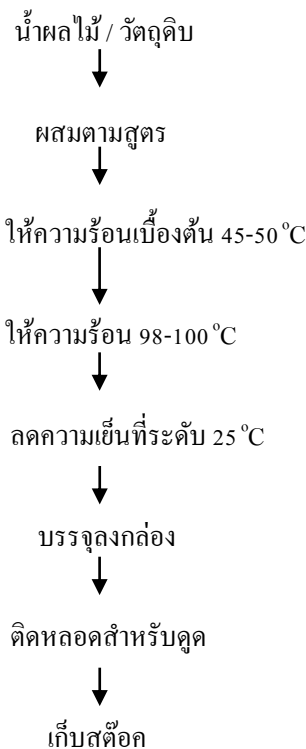 น้ำผลไม้ / วัตถุดิบ
ผสมตามสูตร
ให้ความร้อนเบื้องต้น 45-50 °C
ให้ความร้อน 98-100 °C
ลดความเย็นที่ระดับ 25 °C
บรรจุลงกล่อง
ติดหลอดสำหรับดูด
เก็บสต๊อค